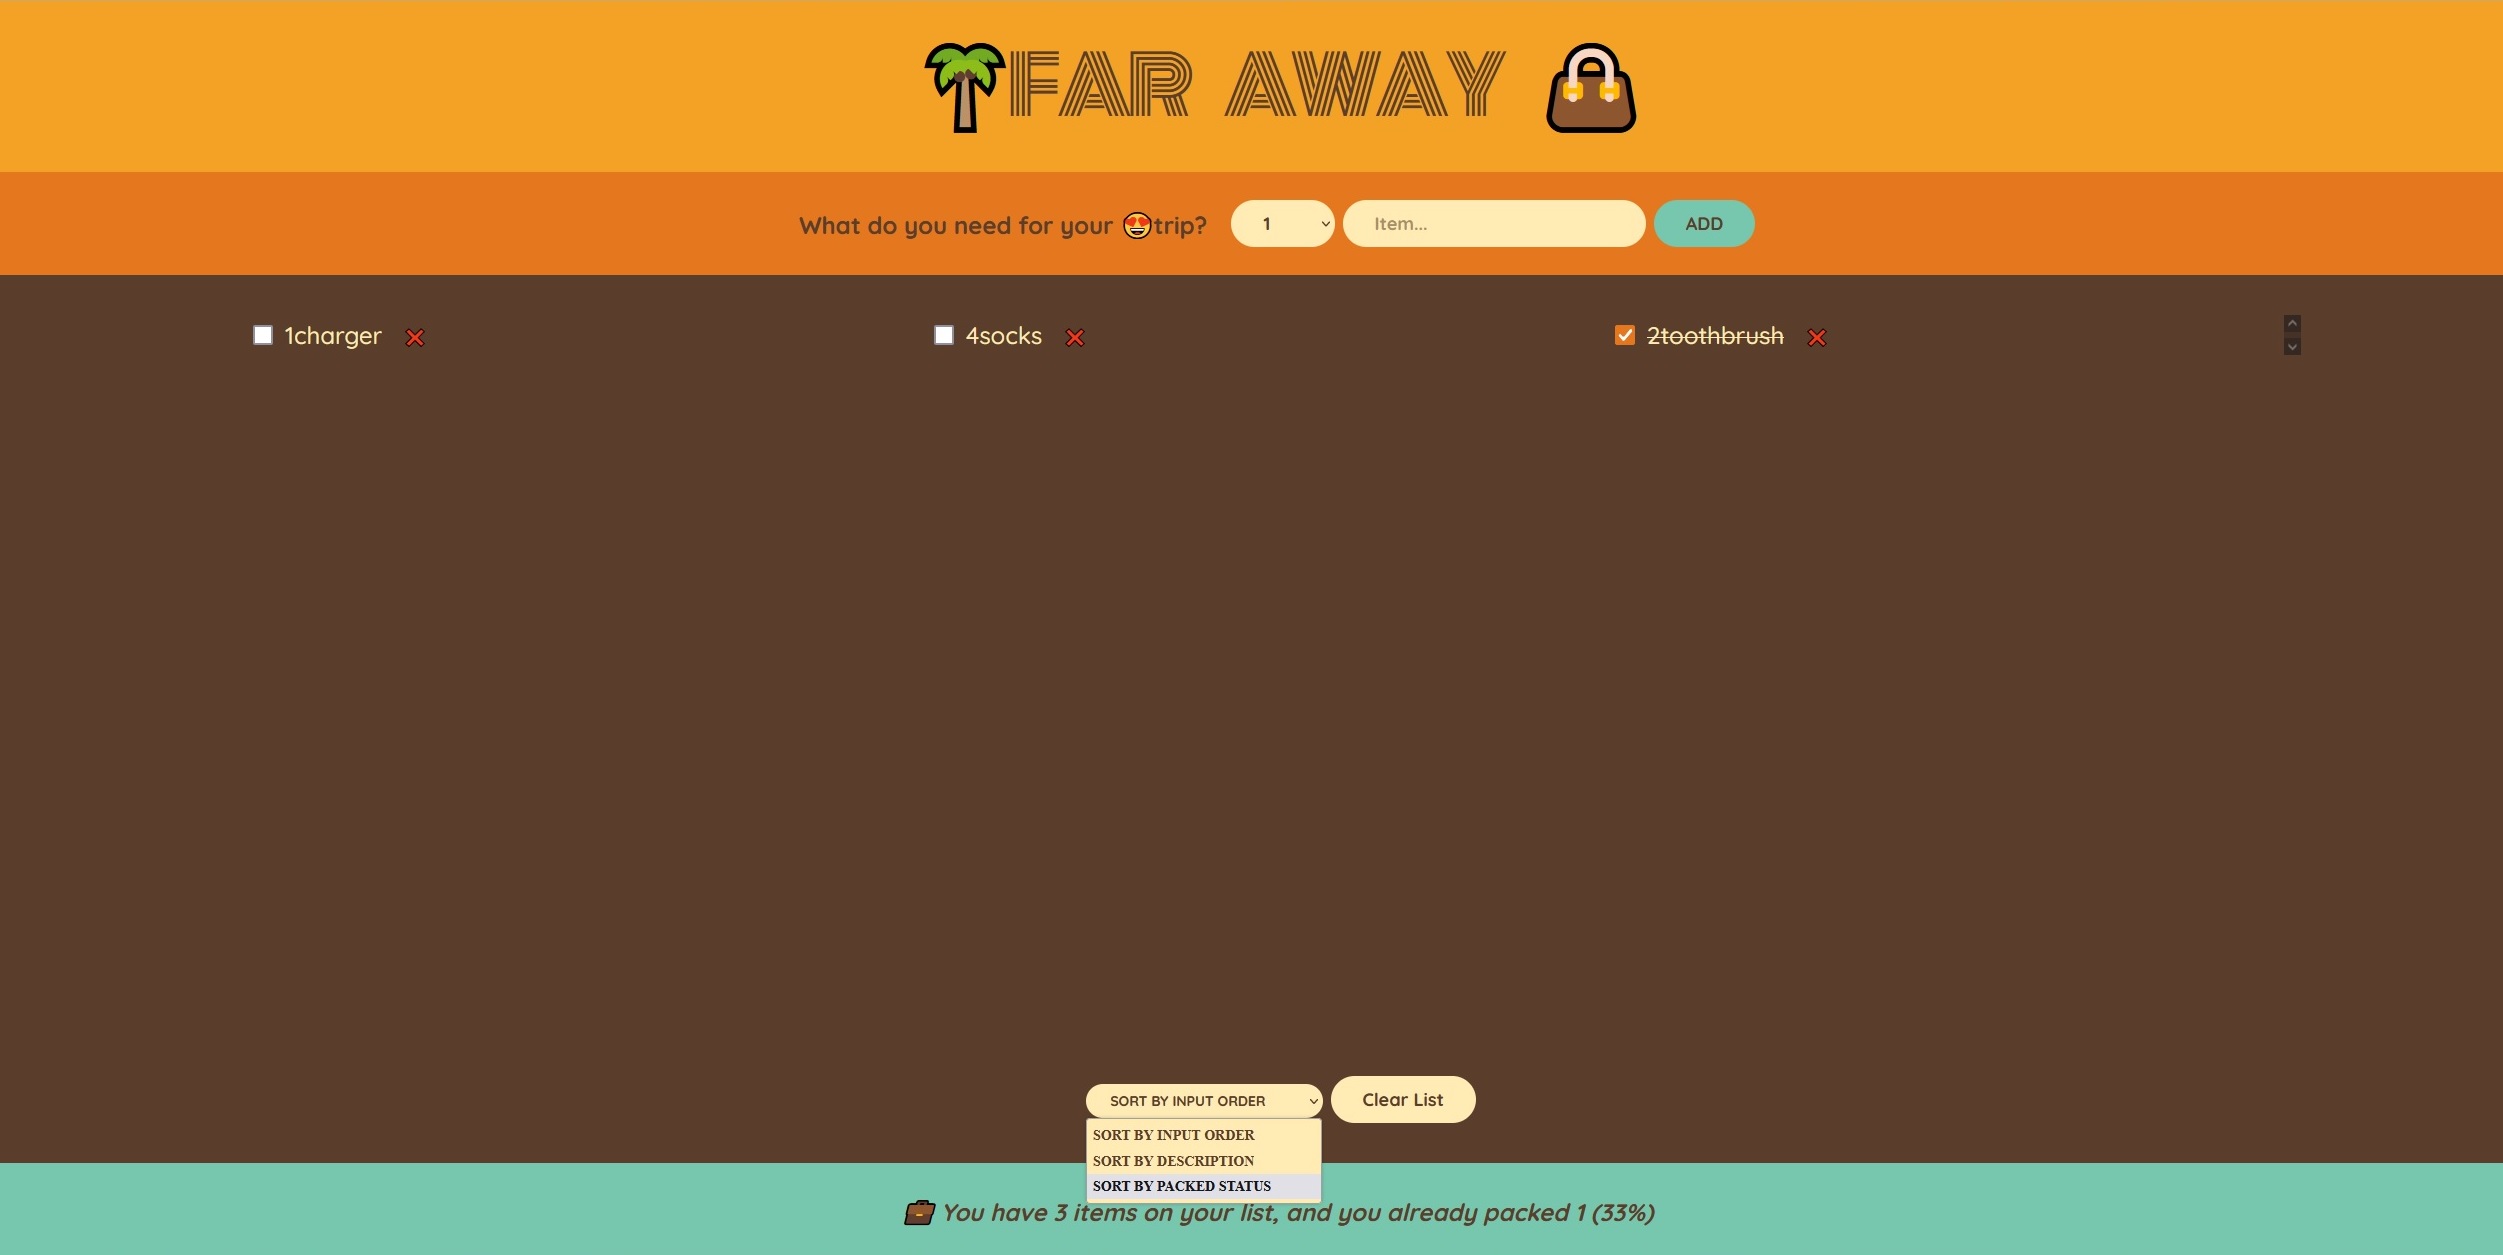 FAR AWAY
What do you need for your 😍trip? 1 Item... ADD
1charger
4socks
2toothbrush
SORT BY INPUT ORDER Clear List
SORT BY INPUT ORDER
SORT BY DESCRIPTION
SORT BY PACKED STATUS
You have 3 items on your list, and you already packed 1 (33%)